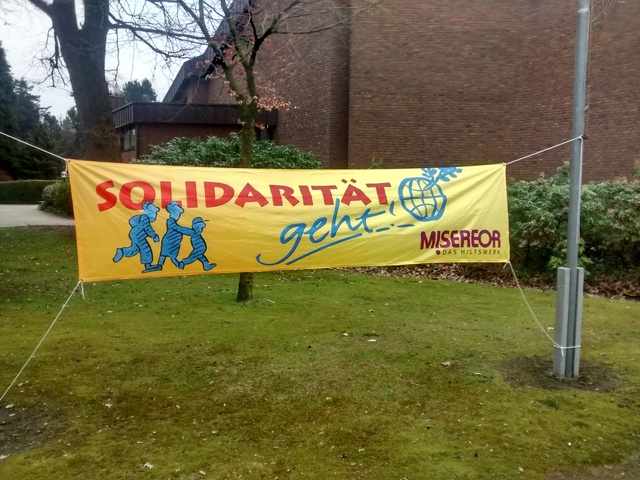 SOLIDARITÄT
geht!
MISEREOR
DAS HILFSWERK